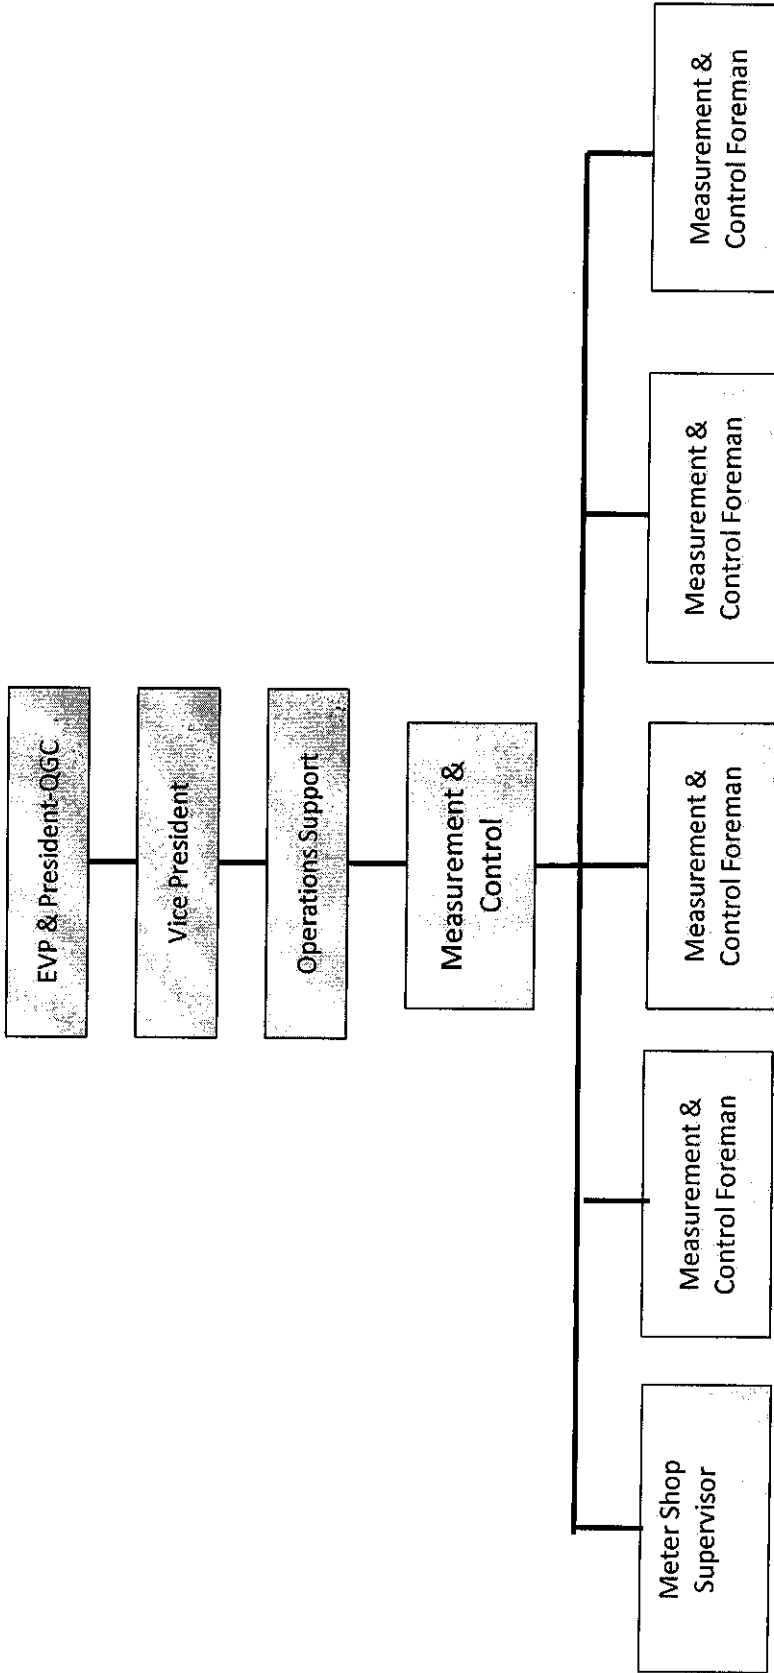 EVP & President-QGC
Vice President
Operations Support
Measurement &
Control
Meter Shop
Supervisor
Measurement &
Control Foreman
Measurement &
Control Foreman
Measurement &
Control Foreman
Measurement &
Control Foreman